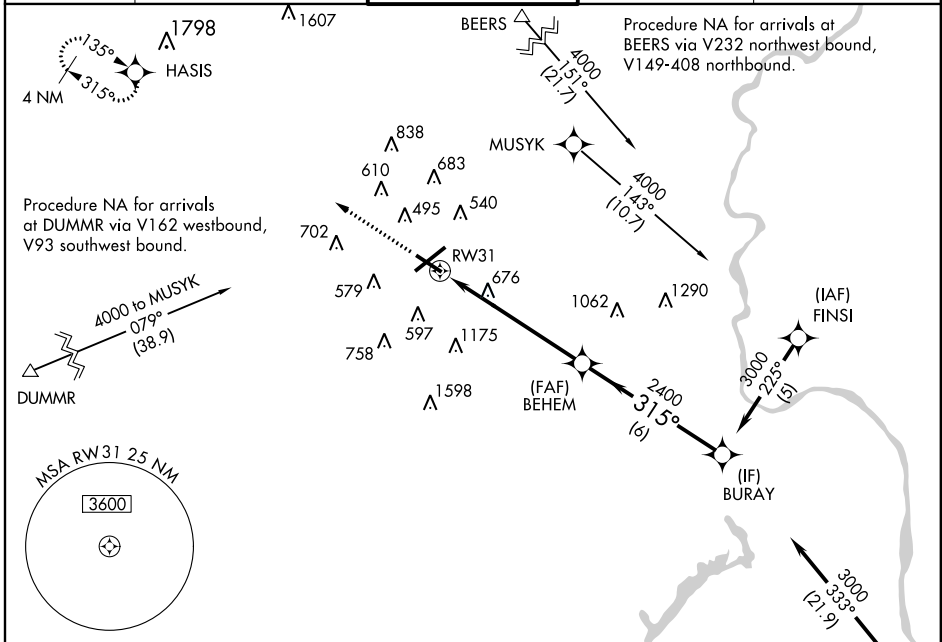 1798
1607
135°
315°
HASIS
4 NM
BEERS
4000
151°
(21.7)
Procedure NA for arrivals at
BEERS via V232 northwest bound,
V149-408 northbound.
MUSYK
4000
143°
(10.7)
838
610
683
495
540
702
RW31
579
676
597
758
1175
1598
1062
1290
Procedure NA for arrivals
at DUMMR via V162 westbound,
V93 southwest bound.
4000 to MUSYK
079°
(38.9)
DUMMR
(IAF)
FINSI
3000
225°
(5)
(FAF)
BEHEM
2400
315°
(6)
(IF)
BURAY
MSA RW31 25 NM
3600
3000
333°
(21.9)